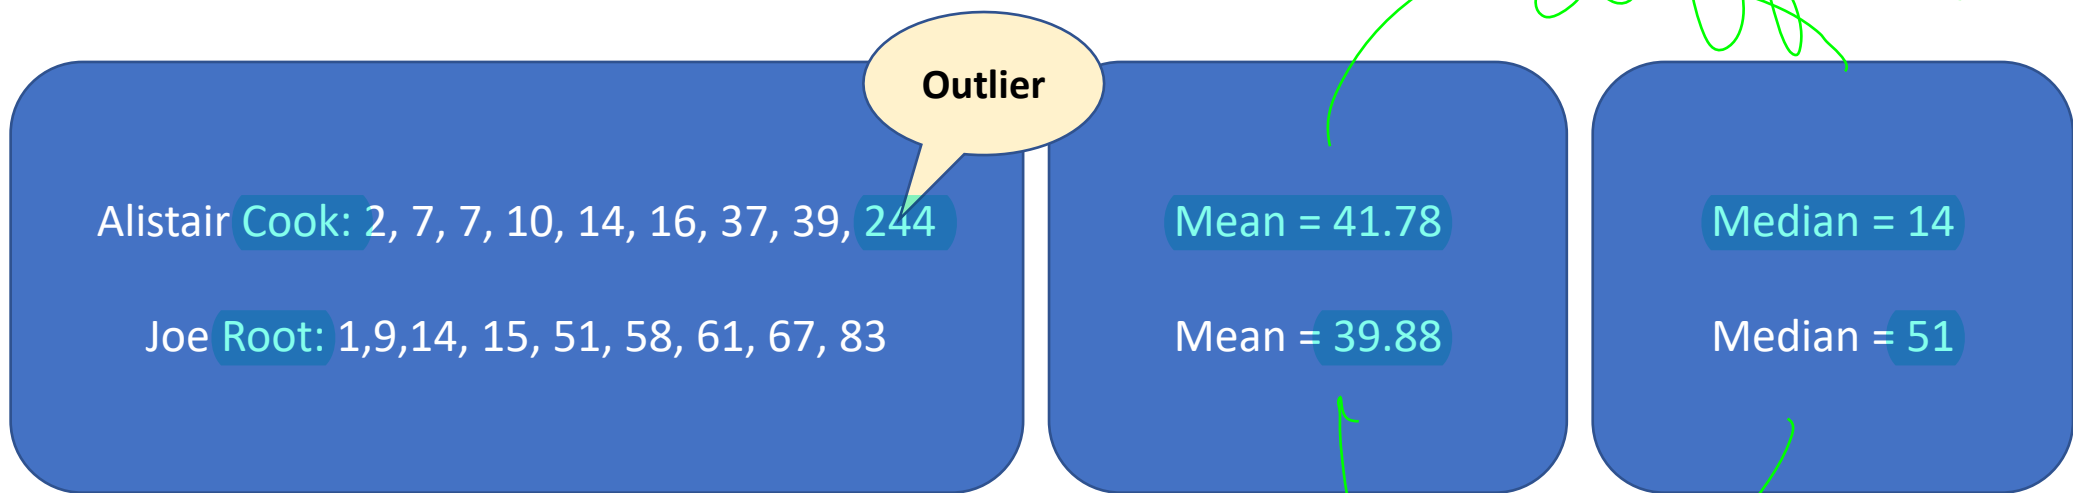 Outlier
Alistair Cook: 2, 7, 7, 10, 14, 16, 37, 39, 244
Mean = 41.78
Median = 14
Joe Root: 1,9,14, 15, 51, 58, 61, 67, 83
Mean = 39.88
Median = 51